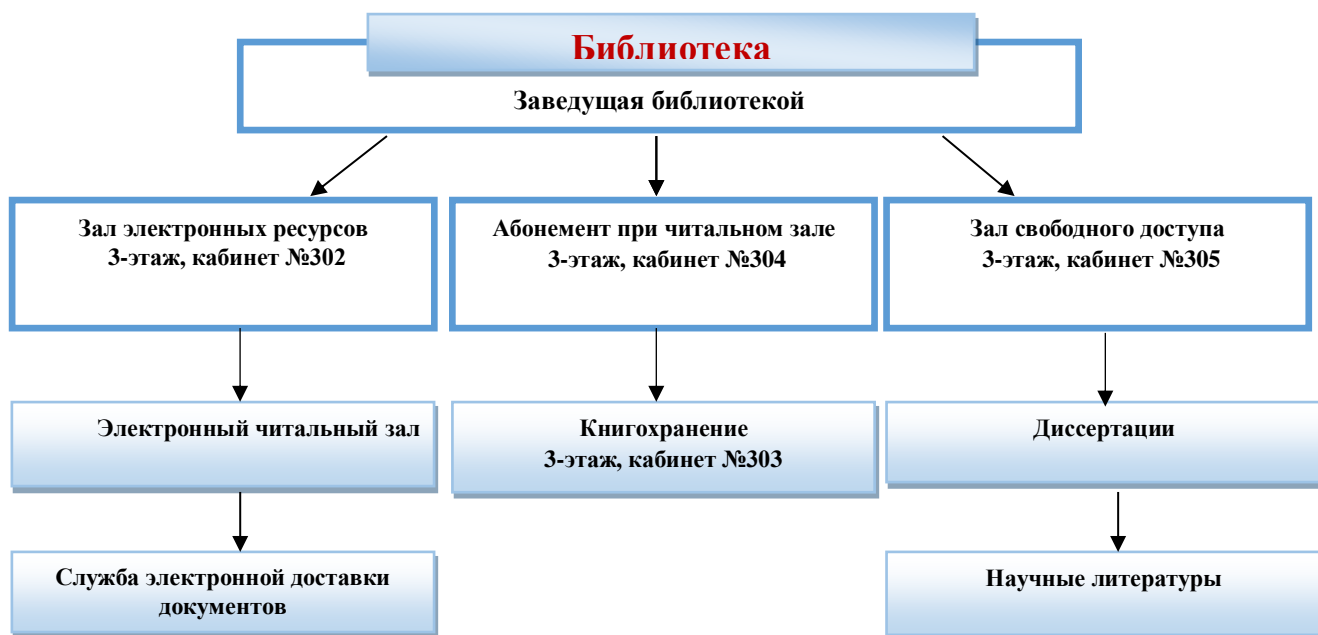 Библиотека
Заведущая библиотекой
Зал электронных ресурсов
3-этаж, кабинет №302
Абонемент при читальном зале
3-этаж, кабинет №304
Зал свободного доступа
3-этаж, кабинет №305
Электронный читальный зал
Книгохранение
3-этаж, кабинет №303
Диссертации
Служба электронной доставки
документов
Научные литературы